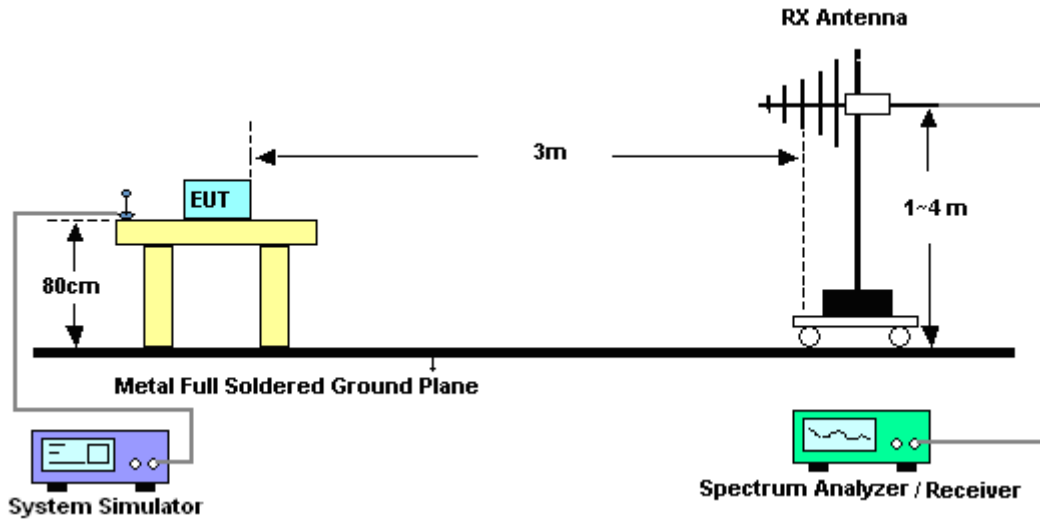 RX Antenna
3m
EUT
1~4 m
80cm
Metal Full Soldered Ground Plane
System Simulator
Spectrum Analyzer / Receiver